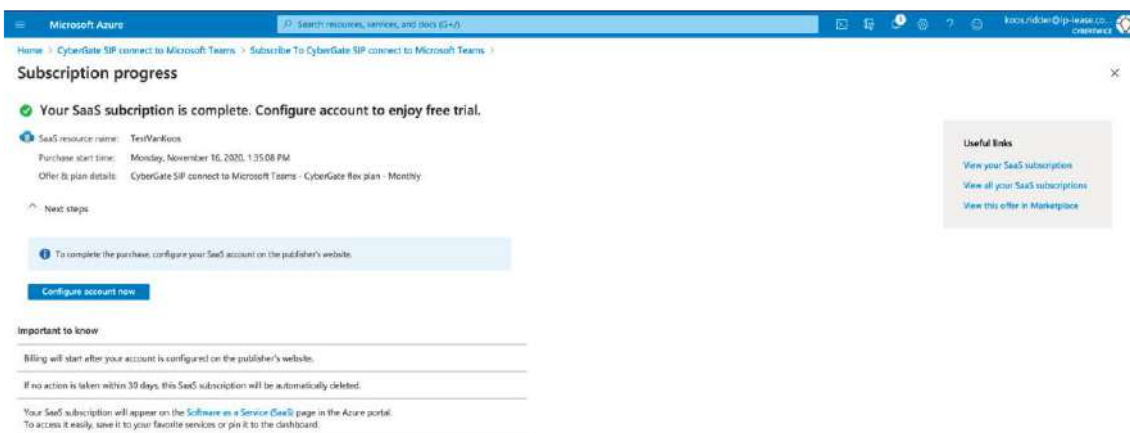 Microsoft Azure
Search resources, services, and docs (G+/)
koos.ridder@ip-lease.co...
CYBERTWICE
Home > CyberGate SIP connect to Microsoft Teams > Subscribe To CyberGate SIP connect to Microsoft Teams >
Subscription progress
Your SaaS subcription is complete. Configure account to enjoy free trial.
SaaS resource name: TestVanKoos
Purchase start time: Monday, November 16, 2020, 1:35:08 PM
Offer & plan details: CyberGate SIP connect to Microsoft Teams - CyberGate flex plan - Monthly
Next steps
To complete the purchase, configure your SaaS account on the publisher's website.
Configure account now
Important to know
Billing will start after your account is configured on the publisher's website.
If no action is taken within 30 days, this SaaS subscription will be automatically deleted.
Your SaaS subscription will appear on the Software as a Service (SaaS) page in the Azure portal.
To access it easily, save it to your favorite services or pin it to the dashboard.
Useful links
View your SaaS subscription
View all your SaaS subscriptions
View this offer in Marketplace